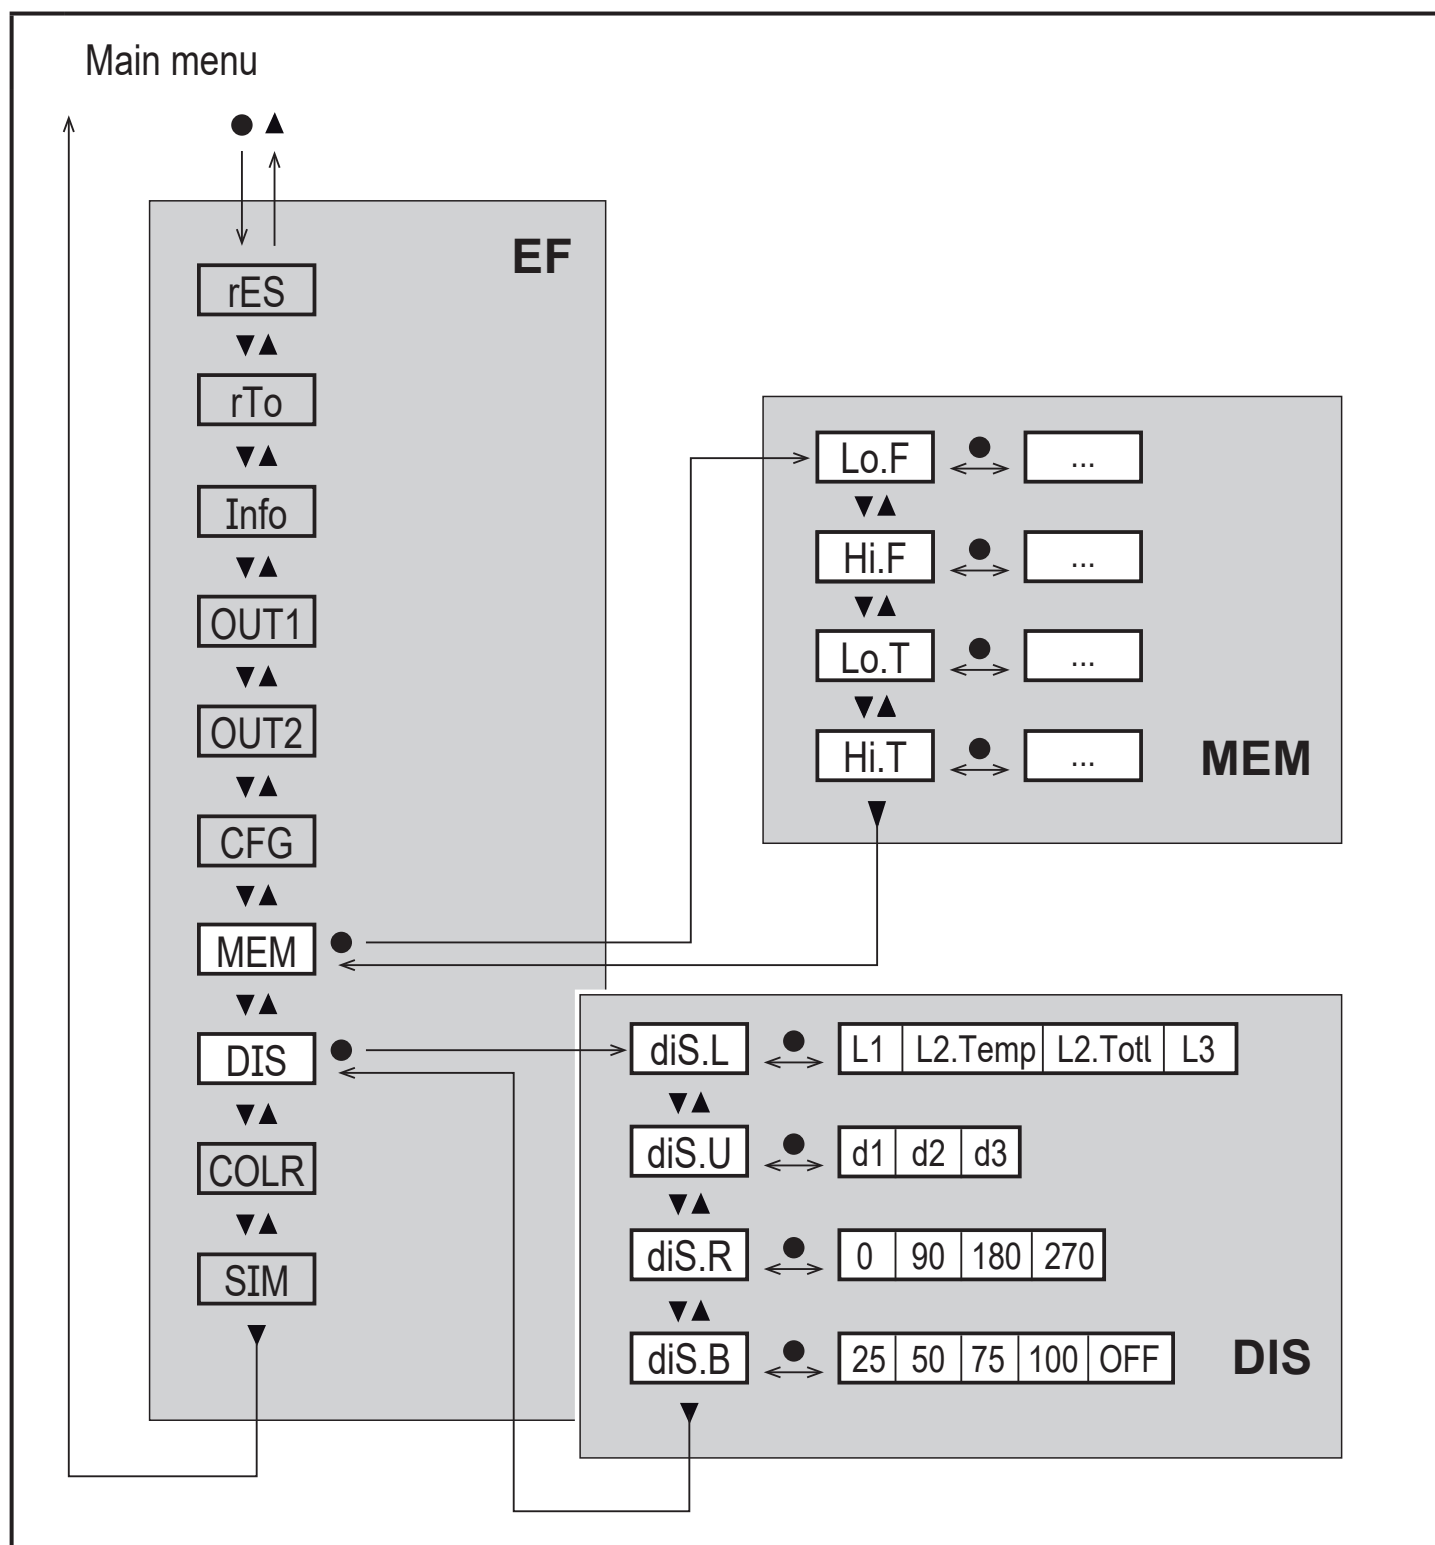 Main menu
EF
rES
rTo
Info
OUT1
OUT2
CFG
MEM
DIS
COLR
SIM
Lo.F ...
Hi.F ...
Lo.T ...
Hi.T ...
MEM
diS.L L1 L2.Temp L2.Totl L3
diS.U d1 d2 d3
diS.R 0 90 180 270
diS.B 25 50 75 100 OFF
DIS